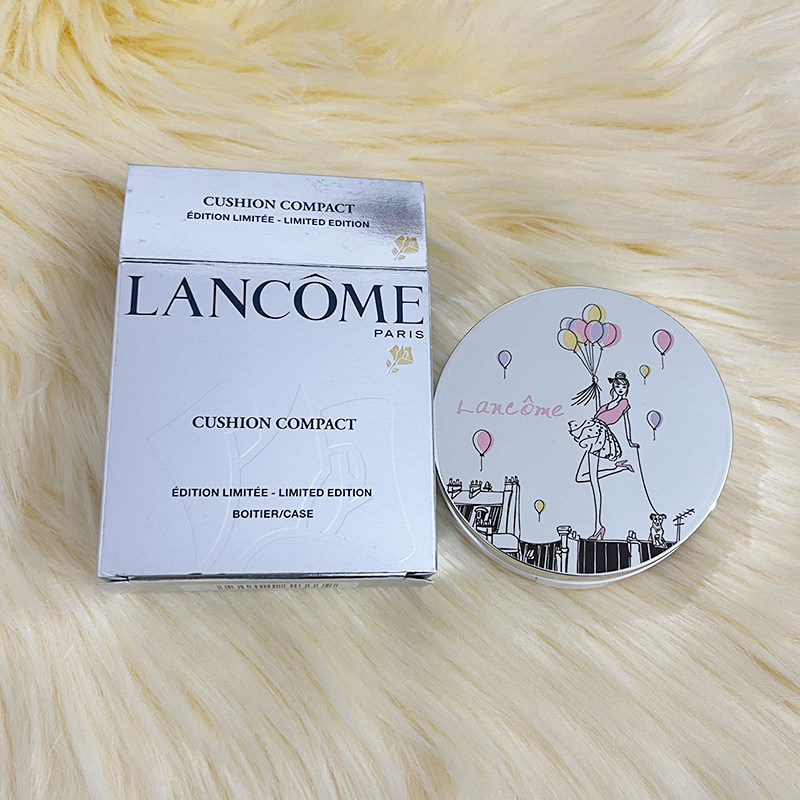 CUSHION COMPACT
ÉDITION LIMITÉE - LIMITED EDITION
LANCÔME
PARIS
CUSHION COMPACT
ÉDITION LIMITÉE - LIMITED EDITION
BOITIER/CASE
Lancôme